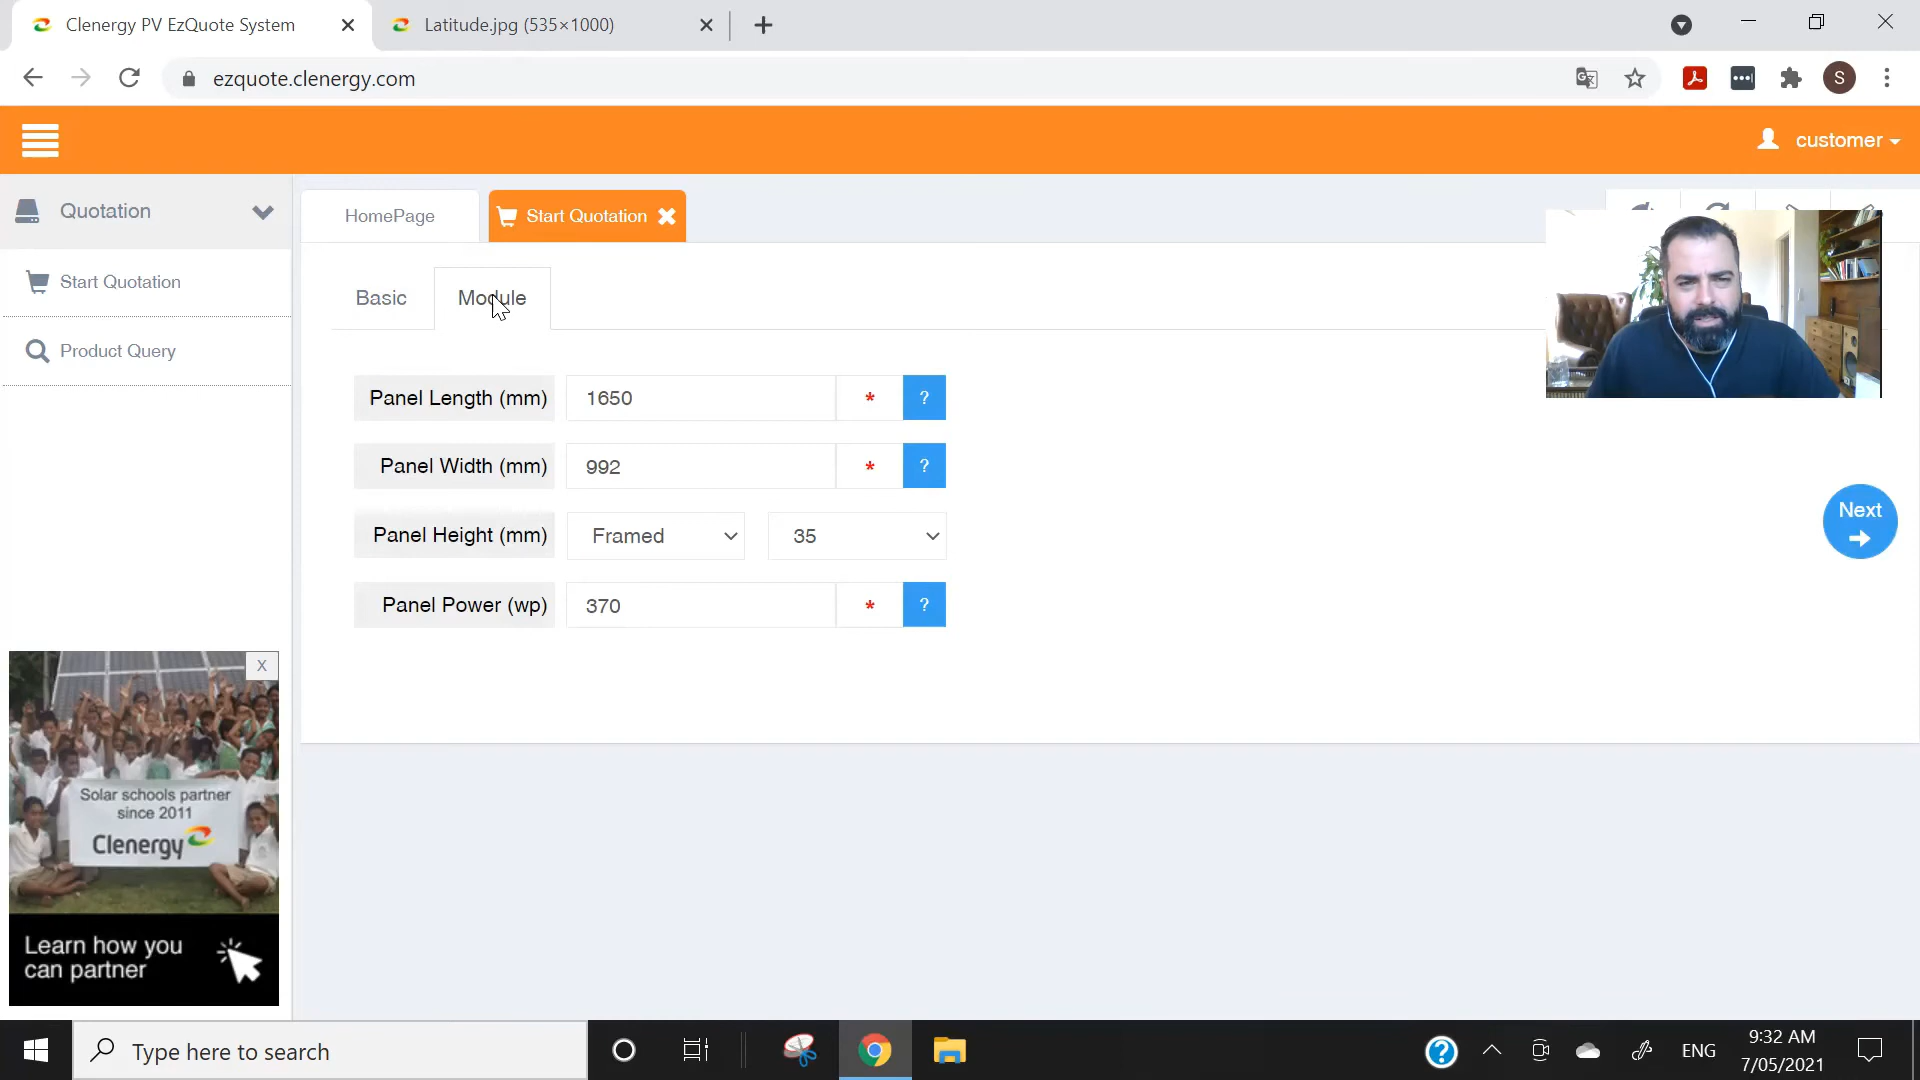 Clenergy PV EzQuote System
Latitude.jpg (535×1000)
ezquote.clenergy.com
S
customer
Quotation
HomePage
Start Quotation
Start Quotation
Product Query
Basic
Module
Panel Length (mm)
1650
*
?
Panel Width (mm)
992
*
?
Panel Height (mm)
Framed
35
Panel Power (wp)
370
*
?
Next
X
Solar schools partner
since 2011
Clenergy
Learn how you
can partner
Type here to search
?
ENG
9:32 AM
7/05/2021